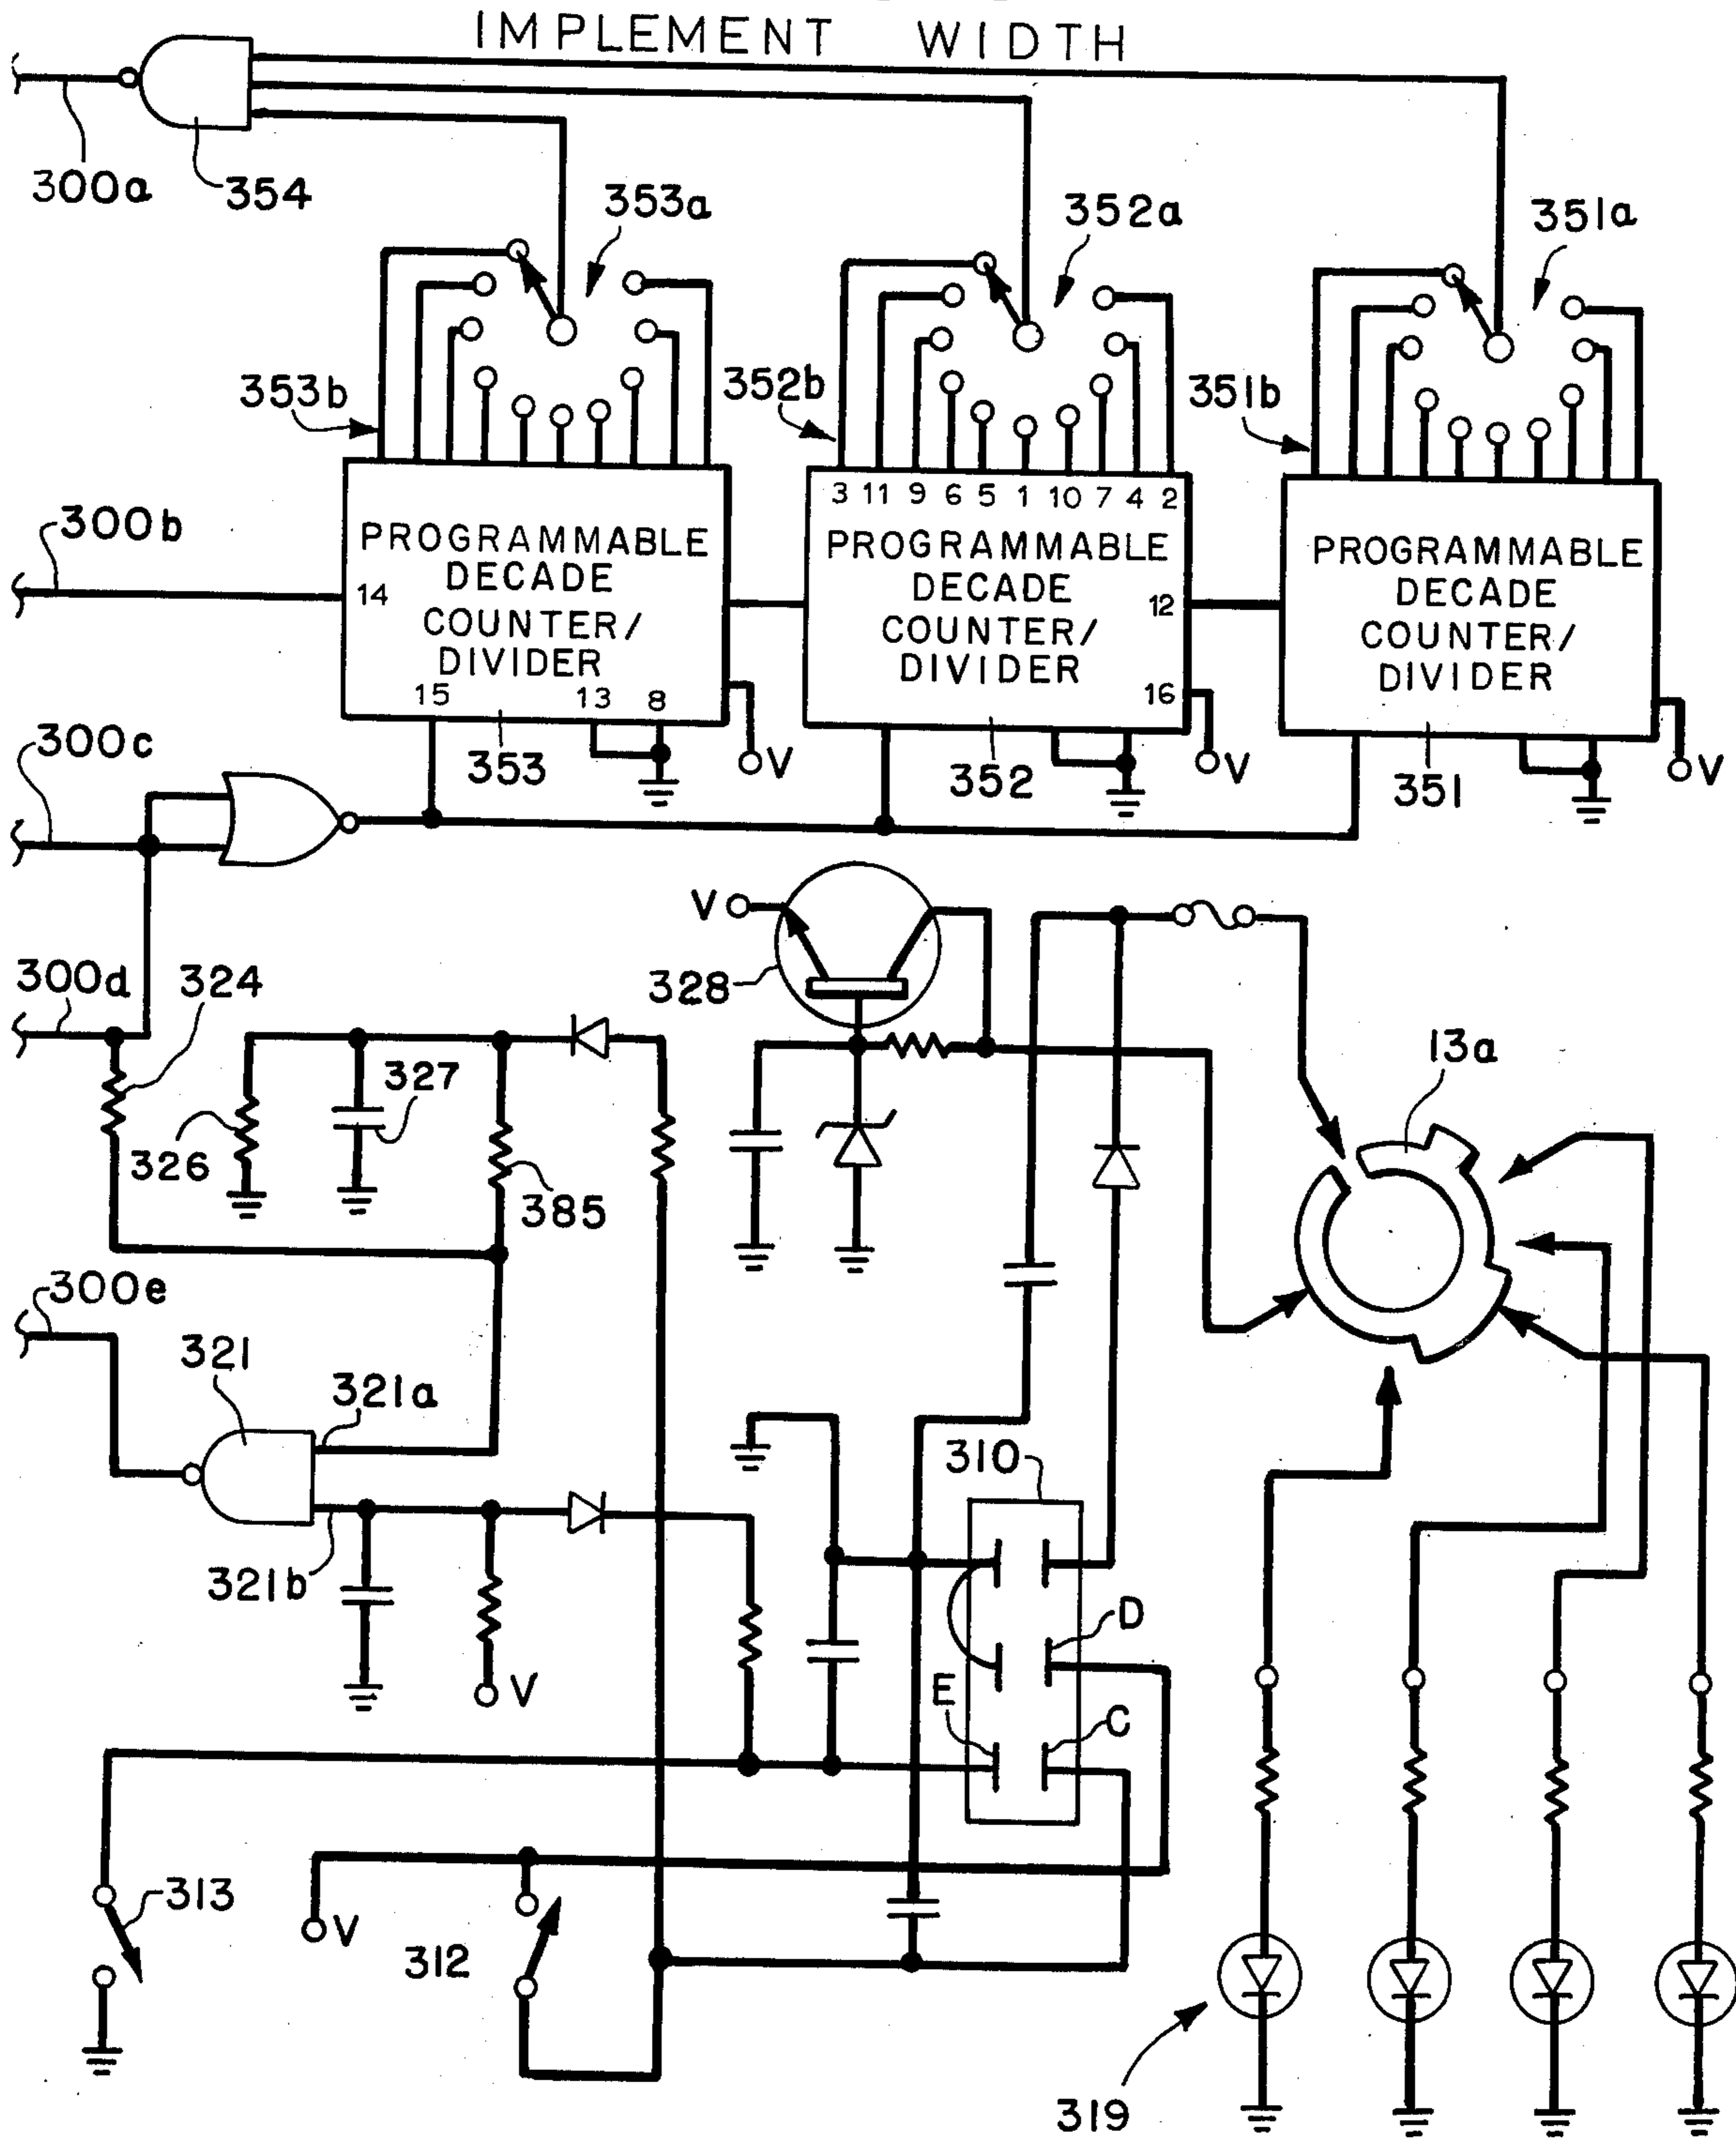 IMPLEMENT WIDTH
300a
354
353a
352a
351a
353b
352b
351b
3 11 9 6 5 1 10 7 4 2
300b
PROGRAMMABLE
DECADE
COUNTER/
DIVIDER
14
15
13
8
PROGRAMMABLE
DECADE
COUNTER/
DIVIDER
12
16
PROGRAMMABLE
DECADE
COUNTER/
DIVIDER
300c
353
V
352
V
351
V
V
328
300d
324
327
326
385
13a
300e
321
321a
310
321b
V
D
E
C
313
V
312
319